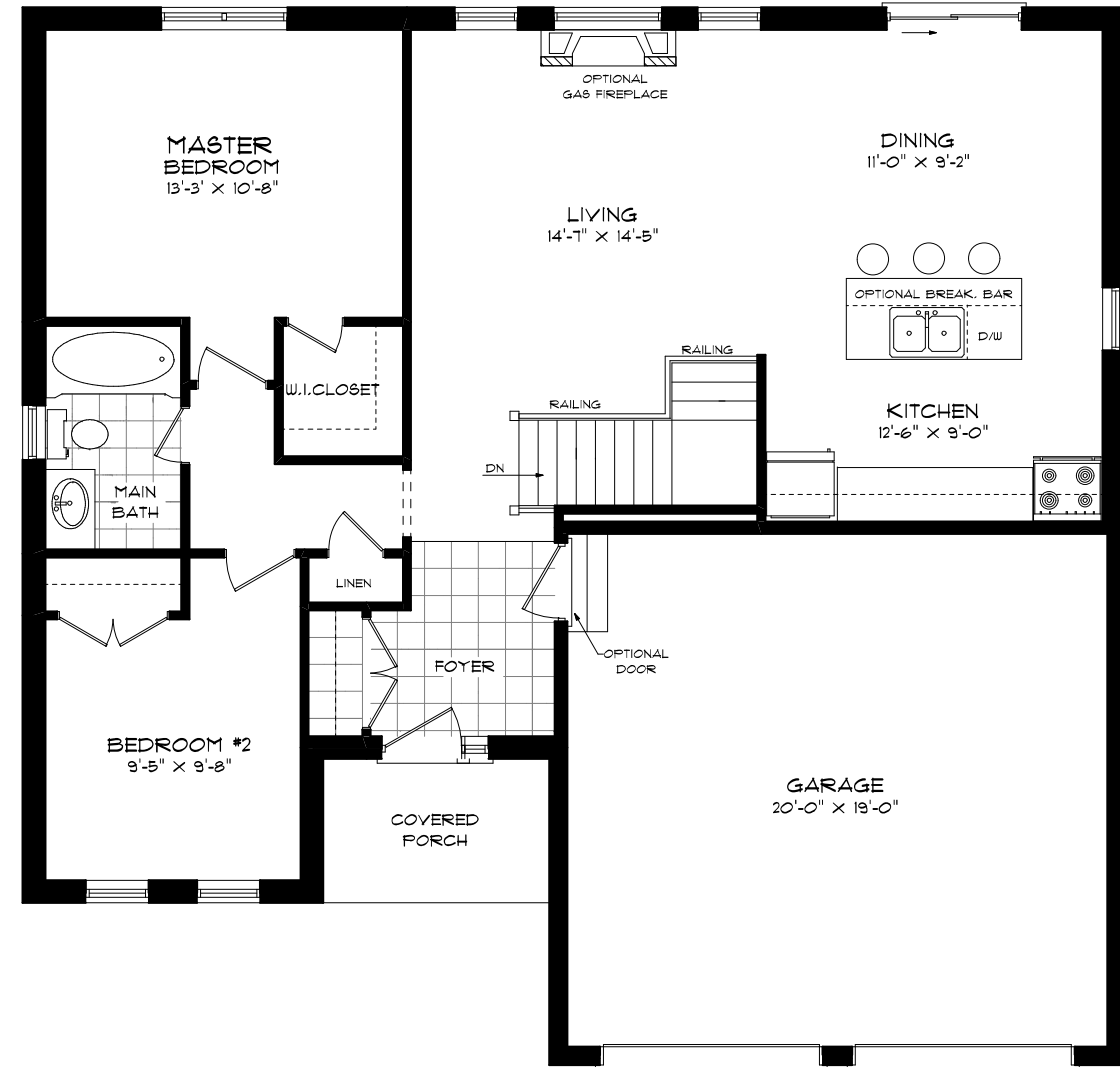 OPTIONAL
GAS FIREPLACE
MASTER
BEDROOM
13'-3' X 10'-8"
DINING
11'-0" X 9'-2"
LIVING
14'-7" X 14'-5"
OPTIONAL BREAK. BAR
D/W
RAILING
W.I.CLOSET
RAILING
KITCHEN
12'-6" X 9'-0"
DN
MAIN
BATH
LINEN
FOYER
OPTIONAL
DOOR
BEDROOM #2
9'-5" X 9'-8"
GARAGE
20'-0" X 19'-0"
COVERED
PORCH